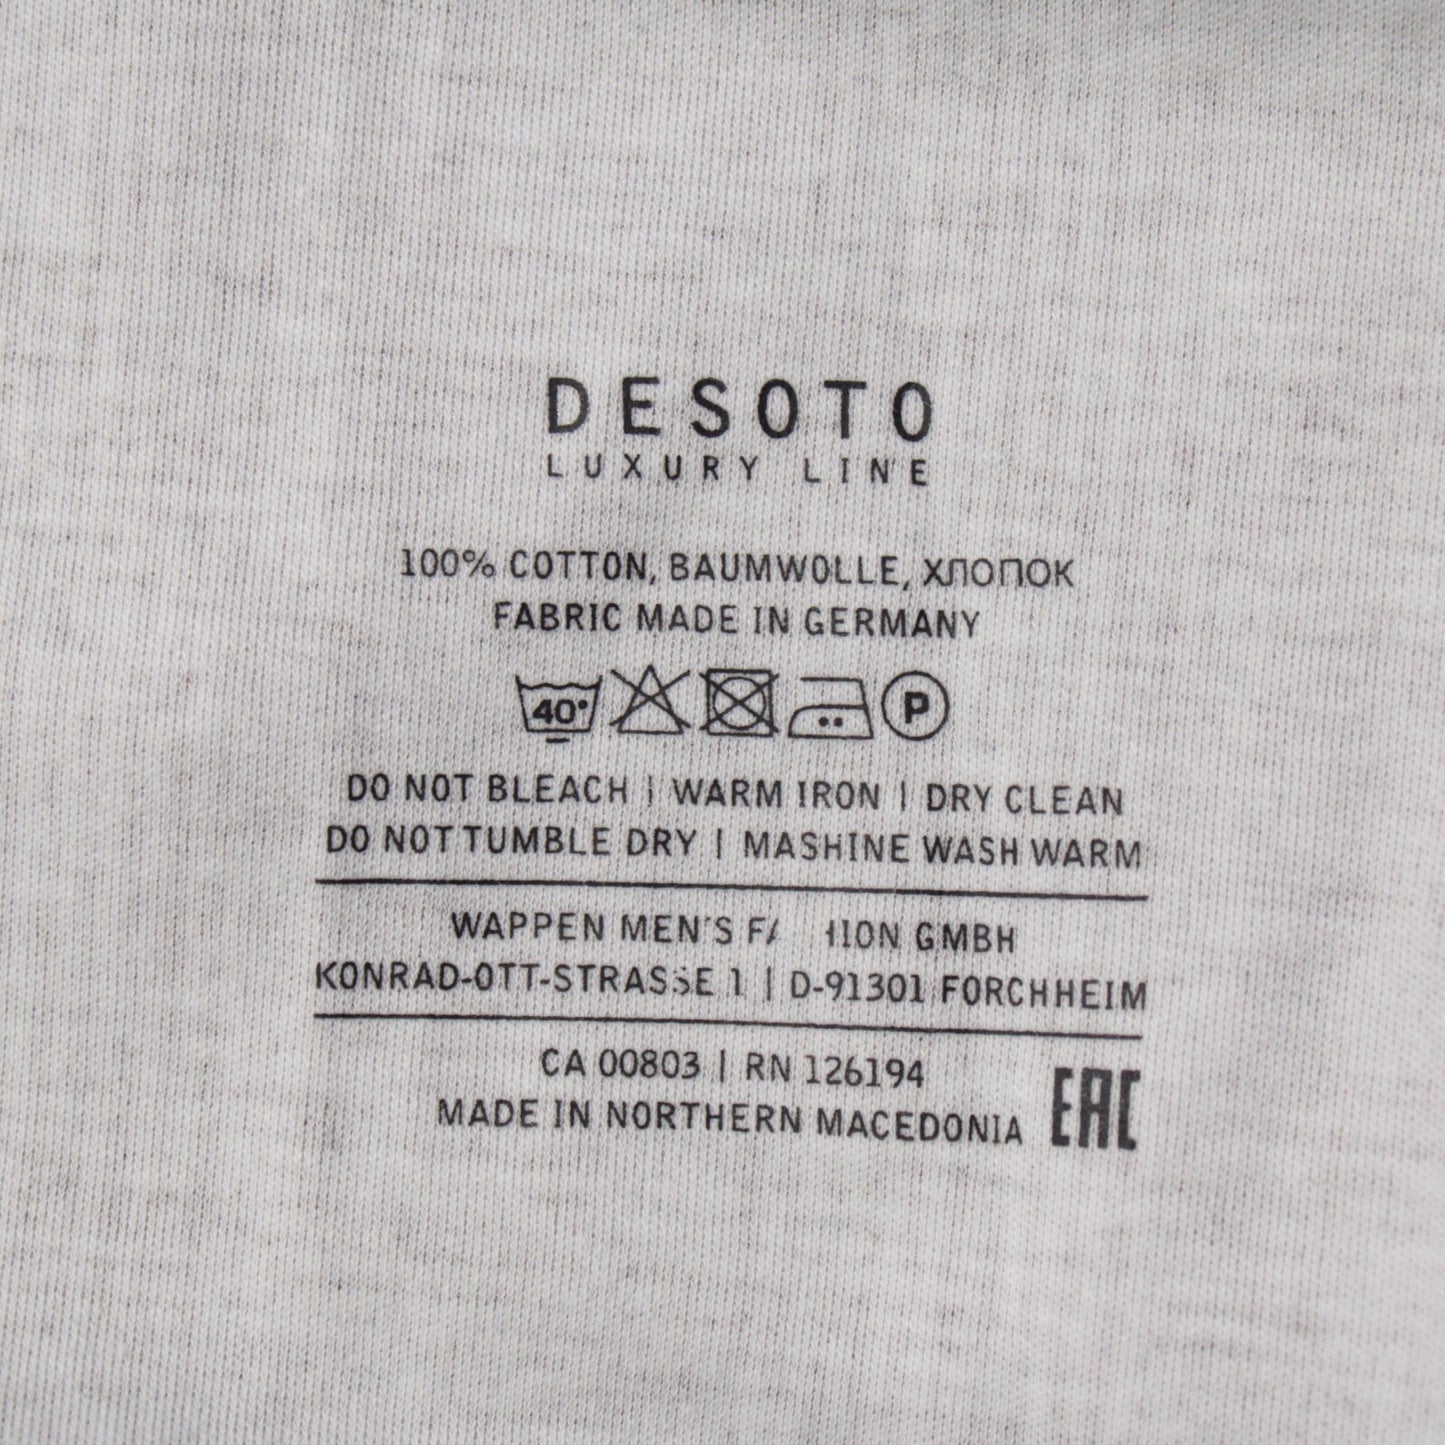 DESOTO
LUXURY LINE
100% COTTON, BAUMWOLLE, ХЛОПОК
FABRIC MADE IN GERMANY
40° P
DO NOT BLEACH | WARM IRON | DRY CLEAN
DO NOT TUMBLE DRY | MASHINE WASH WARM
WAPPEN MEN'S GMBH
KONRAD-OTT-STRASSE 1 | D-91301 FORCHHEIM
CA 00803 | RN 126194
MADE IN NORTHERN MACEDONIA EAC